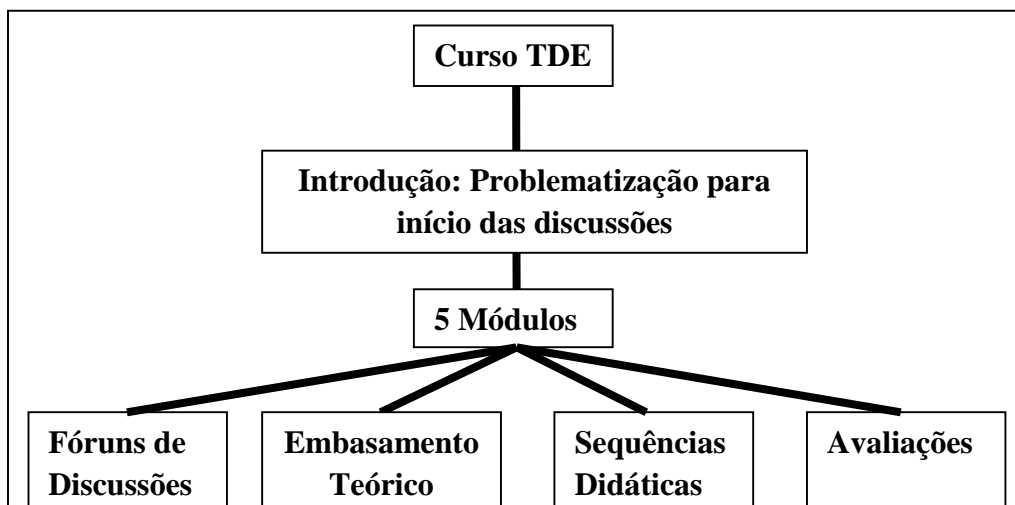 Curso TDE
Introdução: Problematização para
início das discussões
5 Módulos
Fóruns de
Discussões
Embasamento
Teórico
Sequências
Didáticas
Avaliações